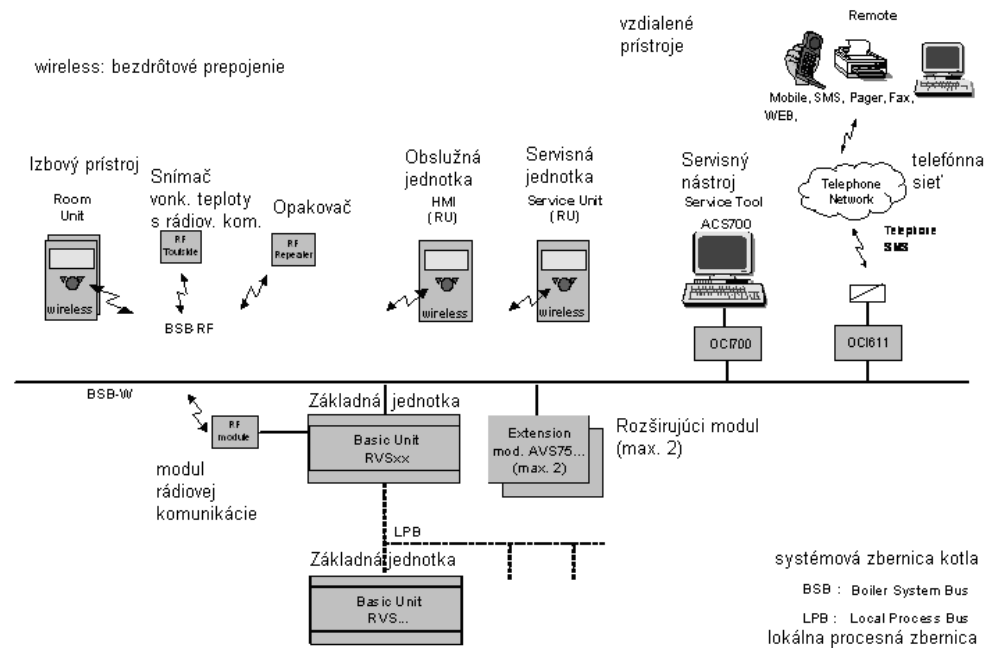 vzdialené
prístroje
Remote
wireless: bezdrôtové prepojenie
Mobile, SMS, Pager, Fax,
WEB,
Izbový prístroj
Room
Unit
wireless
Snímač
vonk. teploty
s rádiov. kom.
RF
Toutside
Opakovač
RF
Repeater
BSB-RF
Obslužná
jednotka
HMI
(RU)
wireless
Servisná
jednotka
Service Unit
(RU)
wireless
Servisný
nástroj
Service Tool
ACS700
OCI700
Telephone
Network
telefónna
sieť
Telephone
SMS
OCI611
BSB-W
RF
module
modul
rádiovej
komunikácie
Základná jednotka
Basic Unit
RVSxx
Extension
mod. AVS75...
(max. 2)
Rozširujúci modul
(max. 2)
LPB
Základná jednotka
Basic Unit
RVS...
systémová zbernica kotla
BSB : Boiler System Bus
LPB : Local Process Bus
lokálna procesná zbernica